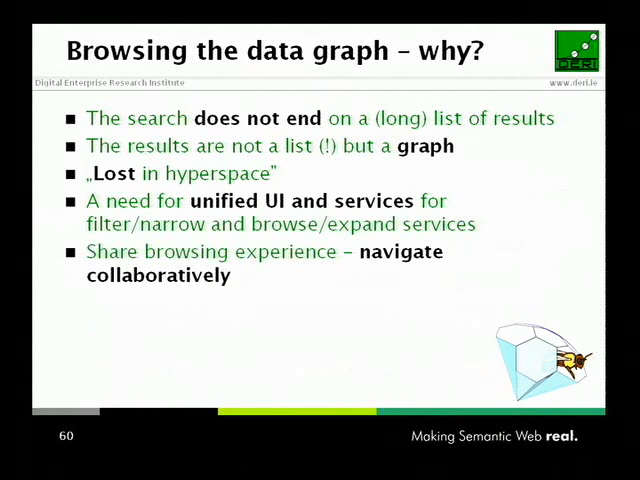 Browsing the data graph – why?
DERI
Digital Enterprise Research Institute
www.deri.ie
The search does not end on a (long) list of results
The results are not a list (!) but a graph
„Lost in hyperspace”
A need for unified UI and services for
filter/narrow and browse/expand services
Share browsing experience – navigate
collaboratively
60
Making Semantic Web real.